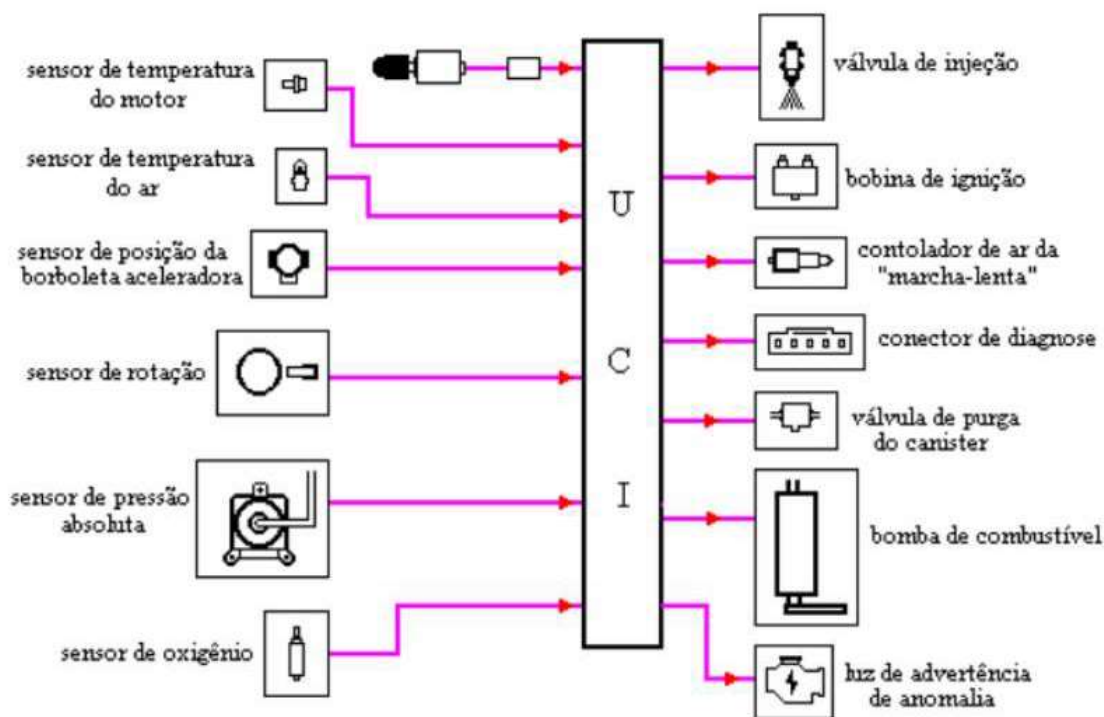 sensor de temperatura
do motor
sensor de temperatura
do ar
sensor de posição da
borboleta aceleradora
sensor de rotação
sensor de pressão
absoluta
sensor de oxigênio
U
C
I
válvula de injeção
bobina de ignição
contolador de ar da
"marcha-lenta"
conector de diagnose
válvula de purga
do canister
bomba de combustível
luz de advertência
de anomalia